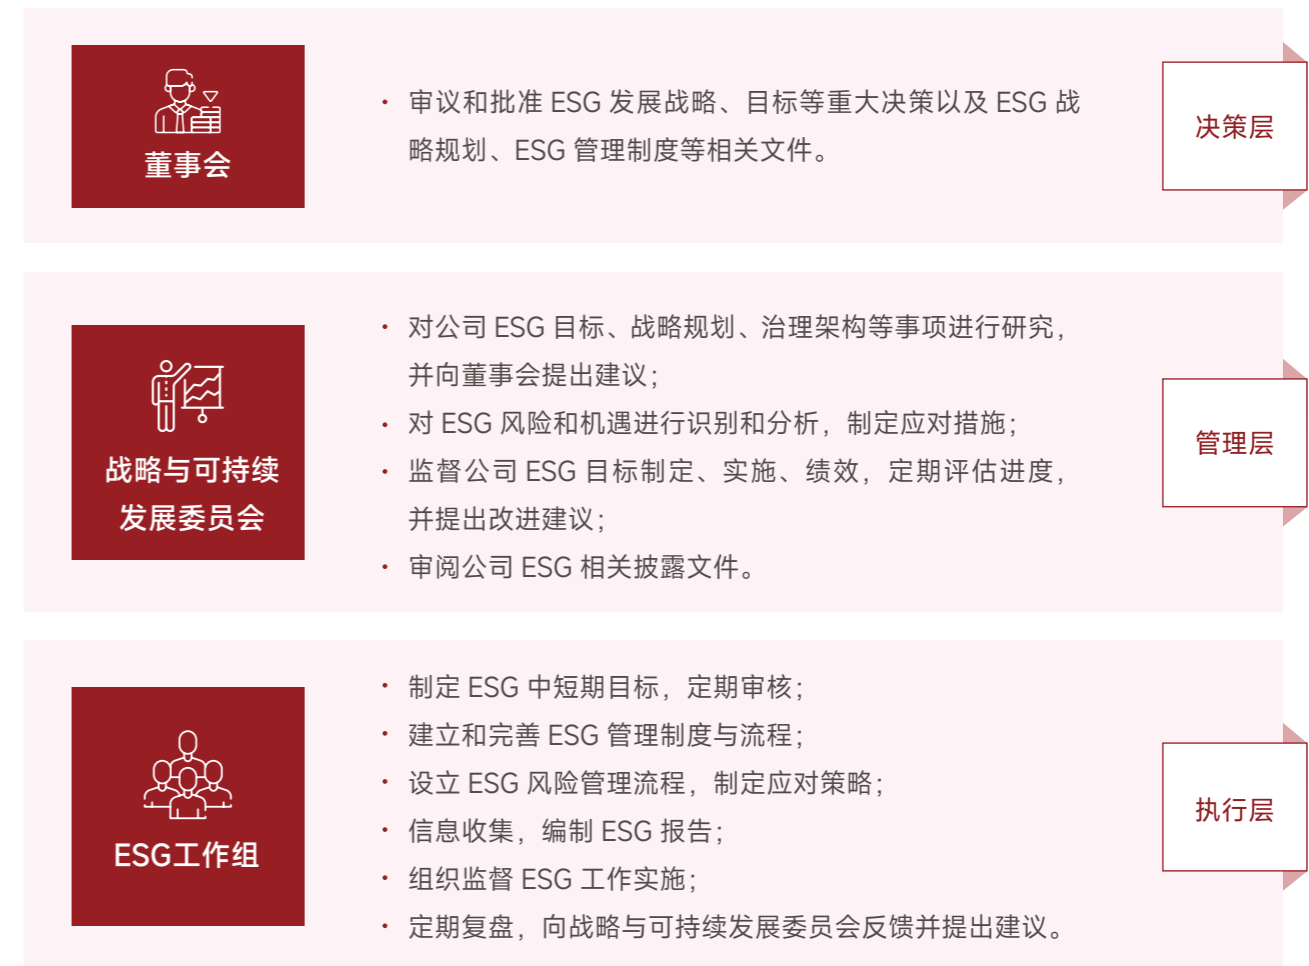 董事会
· 审议和批准 ESG 发展战略、目标等重大决策以及 ESG 战
略规划、ESG 管理制度等相关文件。
决策层
战略与可持续
发展委员会
· 对公司 ESG 目标、战略规划、治理架构等事项进行研究，
并向董事会提出建议；
· 对 ESG 风险和机遇进行识别和分析，制定应对措施；
· 监督公司 ESG 目标制定、实施、绩效，定期评估进度，
并提出改进建议；
· 审阅公司 ESG 相关披露文件。
管理层
ESG工作组
· 制定 ESG 中短期目标，定期审核；
· 建立和完善 ESG 管理制度与流程；
· 设立 ESG 风险管理流程，制定应对策略；
· 信息收集，编制 ESG 报告；
· 组织监督 ESG 工作实施；
· 定期复盘，向战略与可持续发展委员会反馈并提出建议。
执行层